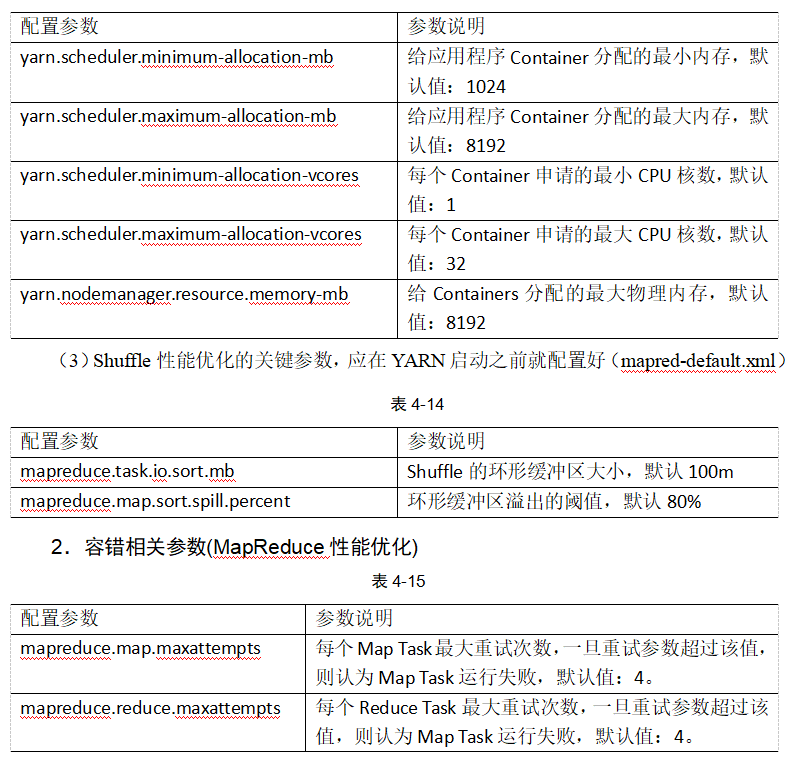 配置参数 参数说明
yarn.scheduler.minimum-allocation-mb 给应用程序 Container 分配的最小内存，默
认值：1024
yarn.scheduler.maximum-allocation-mb 给应用程序 Container 分配的最大内存，默
认值：8192
yarn.scheduler.minimum-allocation-vcores 每个 Container 申请的最小 CPU 核数，默认
值：1
yarn.scheduler.maximum-allocation-vcores 每个 Container 申请的最大 CPU 核数，默认
值：32
yarn.nodemanager.resource.memory-mb 给 Containers 分配的最大物理内存，默认
值：8192
（3）Shuffle 性能优化的关键参数，应在 YARN 启动之前就配置好（mapred-default.xml）
表 4-14
配置参数 参数说明
mapreduce.task.io.sort.mb Shuffle 的环形缓冲区大小，默认 100m
mapreduce.map.sort.spill.percent 环形缓冲区溢出的阈值，默认 80%
2．容错相关参数(MapReduce 性能优化)
表 4-15
配置参数 参数说明
mapreduce.map.maxattempts 每个 Map Task 最大重试次数，一旦重试参数超过该值，
则认为 Map Task 运行失败，默认值：4。
mapreduce.reduce.maxattempts 每个 Reduce Task 最大重试次数，一旦重试参数超过该
值，则认为 Map Task 运行失败，默认值：4。